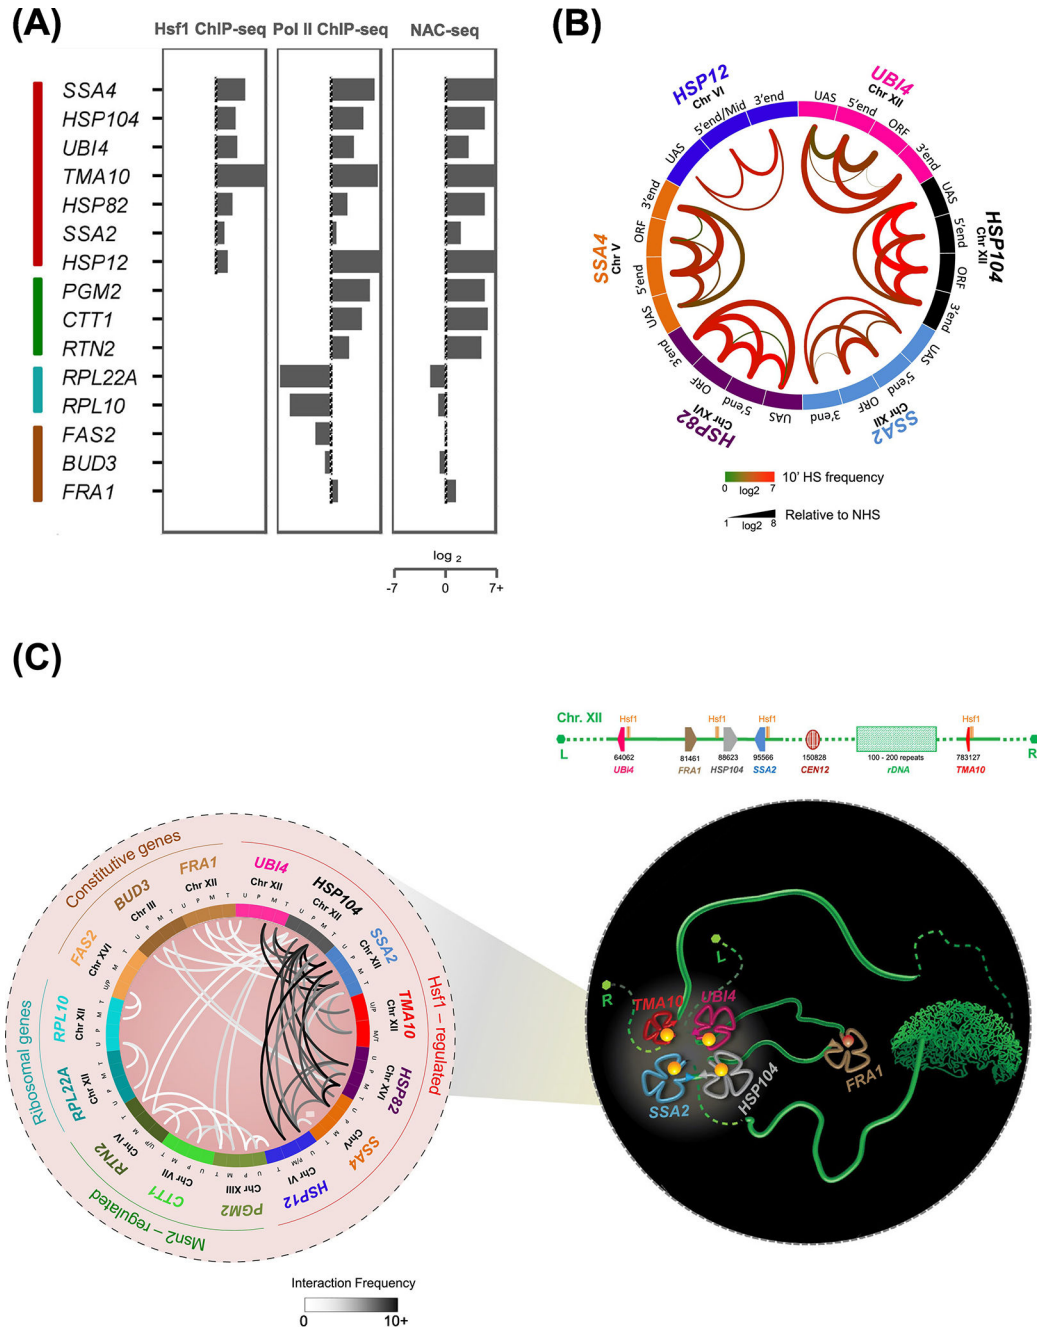 (A)
Hsf1 ChIP-seq Pol II ChIP-seq NAC-seq
SSA4
HSP104
UBI4
TMA10
HSP82
SSA2
HSP12
PGM2
CTT1
RTN2
RPL22A
RPL10
FAS2
BUD3
FRA1
log 2
-7 0 7+
(B)
HSP12
Chr VI
UAS 5'end/Mid 3'end
UBI4
Chr XII
UAS 5'end ORF 3'end
HSP104
Chr XII
UAS 5'end ORF 3'end
SSA2
Chr XII
UAS 5'end ORF 3'end
HSP82
Chr XVI
UAS 5'end ORF 3'end
SSA4
Chr V
UAS 5'end ORF 3'end
10' HS frequency
0 log2 7
Relative to NHS
1 log2 8
(C)
Chr. XII
Hsf1 Hsf1 Hsf1 Hsf1
L R
64062 81461 88623 95566 150828 100 - 200 repeats 783127
UBi4 FRA1 HSP104 SSA2 CEN12 rDNA TMA10
Constitutive genes
FAS2
Chr XVI
U/P M T
BUD3
Chr III
U P M T
FRA1
Chr XII
U P M T
Hsf1 – regulated
UBI4
Chr XII
U P M T
HSP104
Chr XII
U P M T
SSA2
Chr XII
U P M T
TMA10
Chr XII
U/P M/T
HSP82
Chr XVI
U P M T
SSA4
ChrV
U P M T
HSP12
Chr VI
U P/M T
Msn2 – regulated
PGM2
Chr XIII
U P M T
CTT1
Chr VII
U P M T
RTN2
Chr IV
U/P M T
Ribosomal genes
RPL22A
Chr XII
U P M T
RPL10
Chr XII
U P M T
L
R
TMA10
UBI4
SSA2
HSP104
FRA1
Interaction Frequency
0 10+